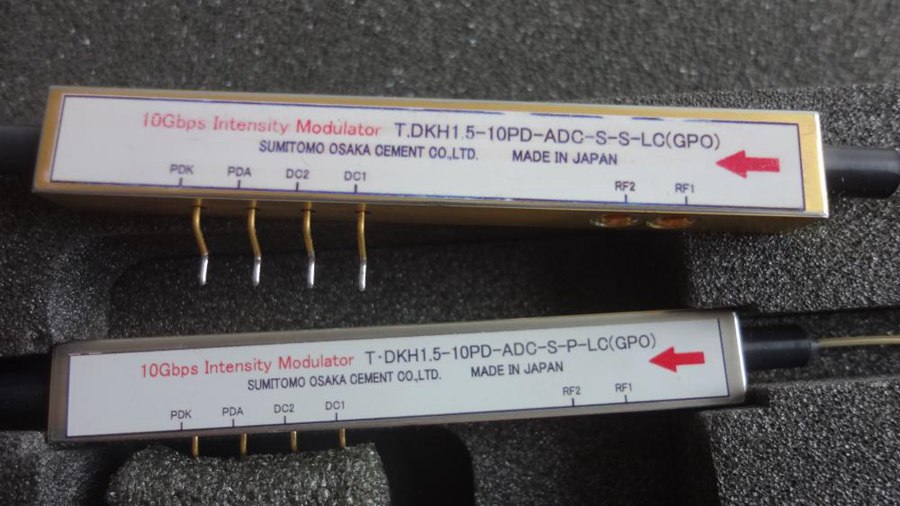 10Gbps Intensity Modulator T.DKH1.5-10PD-ADC-S-S-LC(GPO)
SUMITOMO OSAKA CEMENT CO.,LTD. MADE IN JAPAN
PDK PDA DC2 DC1 RF2 RF1
10Gbps Intensity Modulator T·DKH1.5-10PD-ADC-S-P-LC(GPO)
SUMITOMO OSAKA CEMENT CO.,LTD. MADE IN JAPAN
PDK PDA DC2 DC1 RF2 RF1